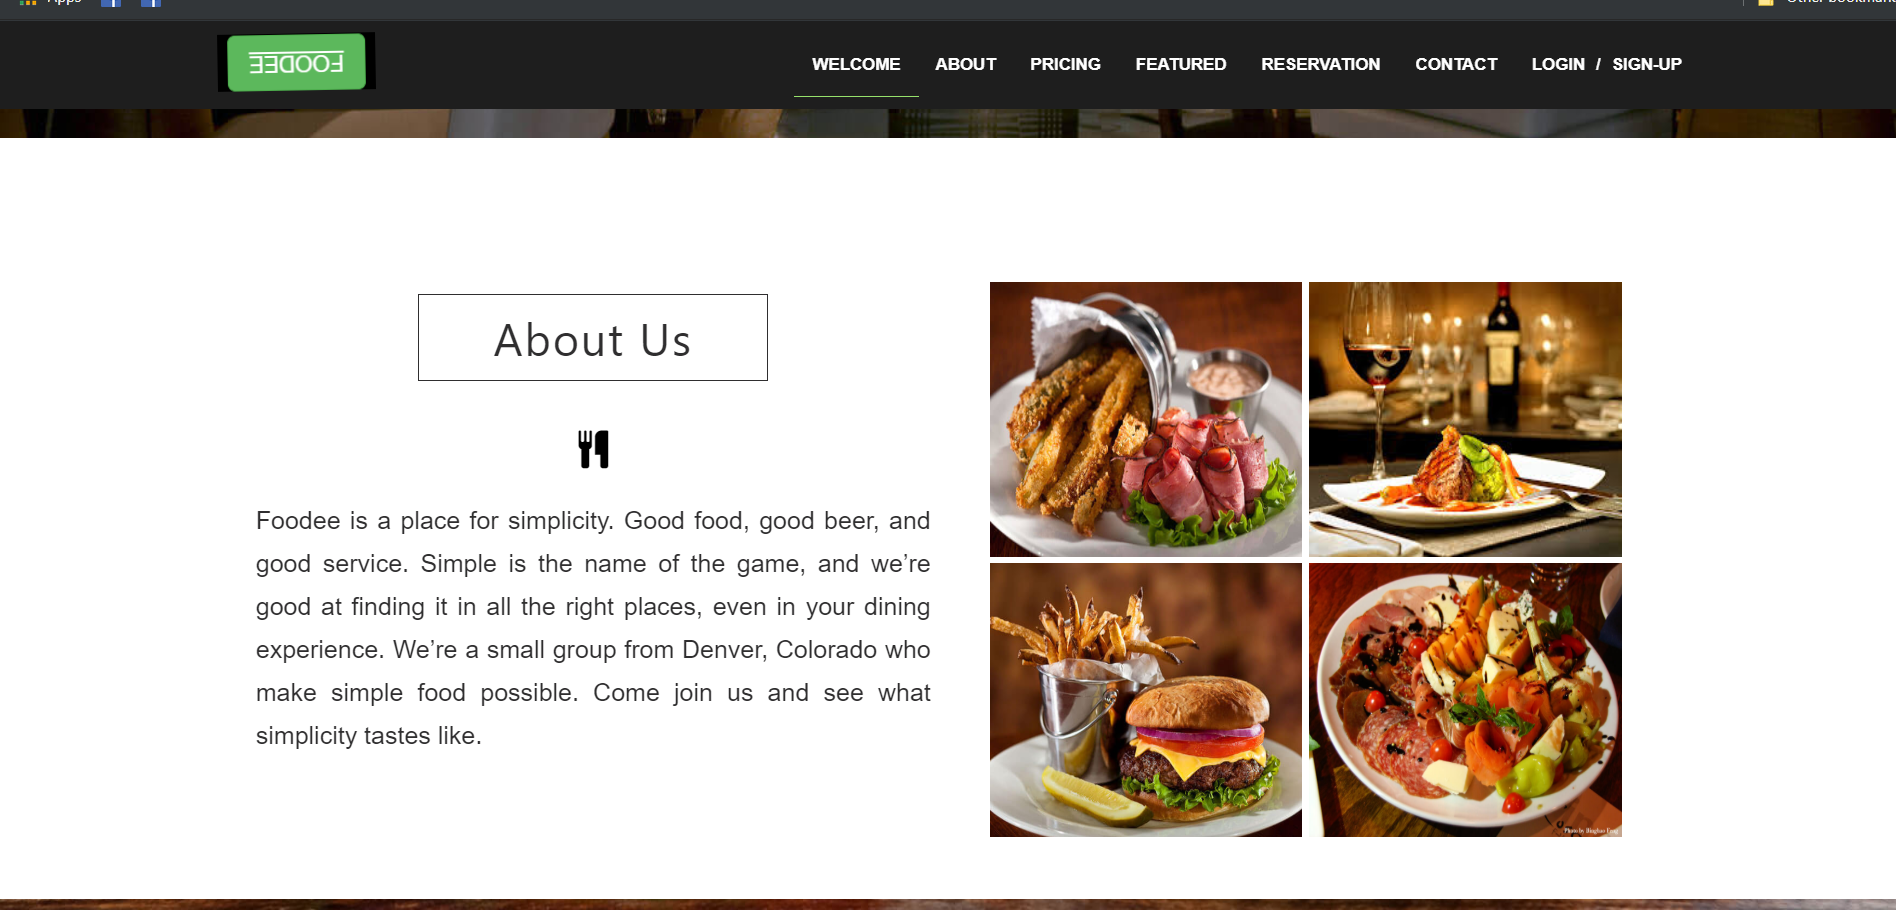 Apps
Other bookmarks
FOODEE
WELCOME ABOUT PRICING FEATURED RESERVATION CONTACT LOGIN / SIGN-UP
About Us
Foodee is a place for simplicity. Good food, good beer, and
good service. Simple is the name of the game, and we’re
good at finding it in all the right places, even in your dining
experience. We’re a small group from Denver, Colorado who
make simple food possible. Come join us and see what
simplicity tastes like.